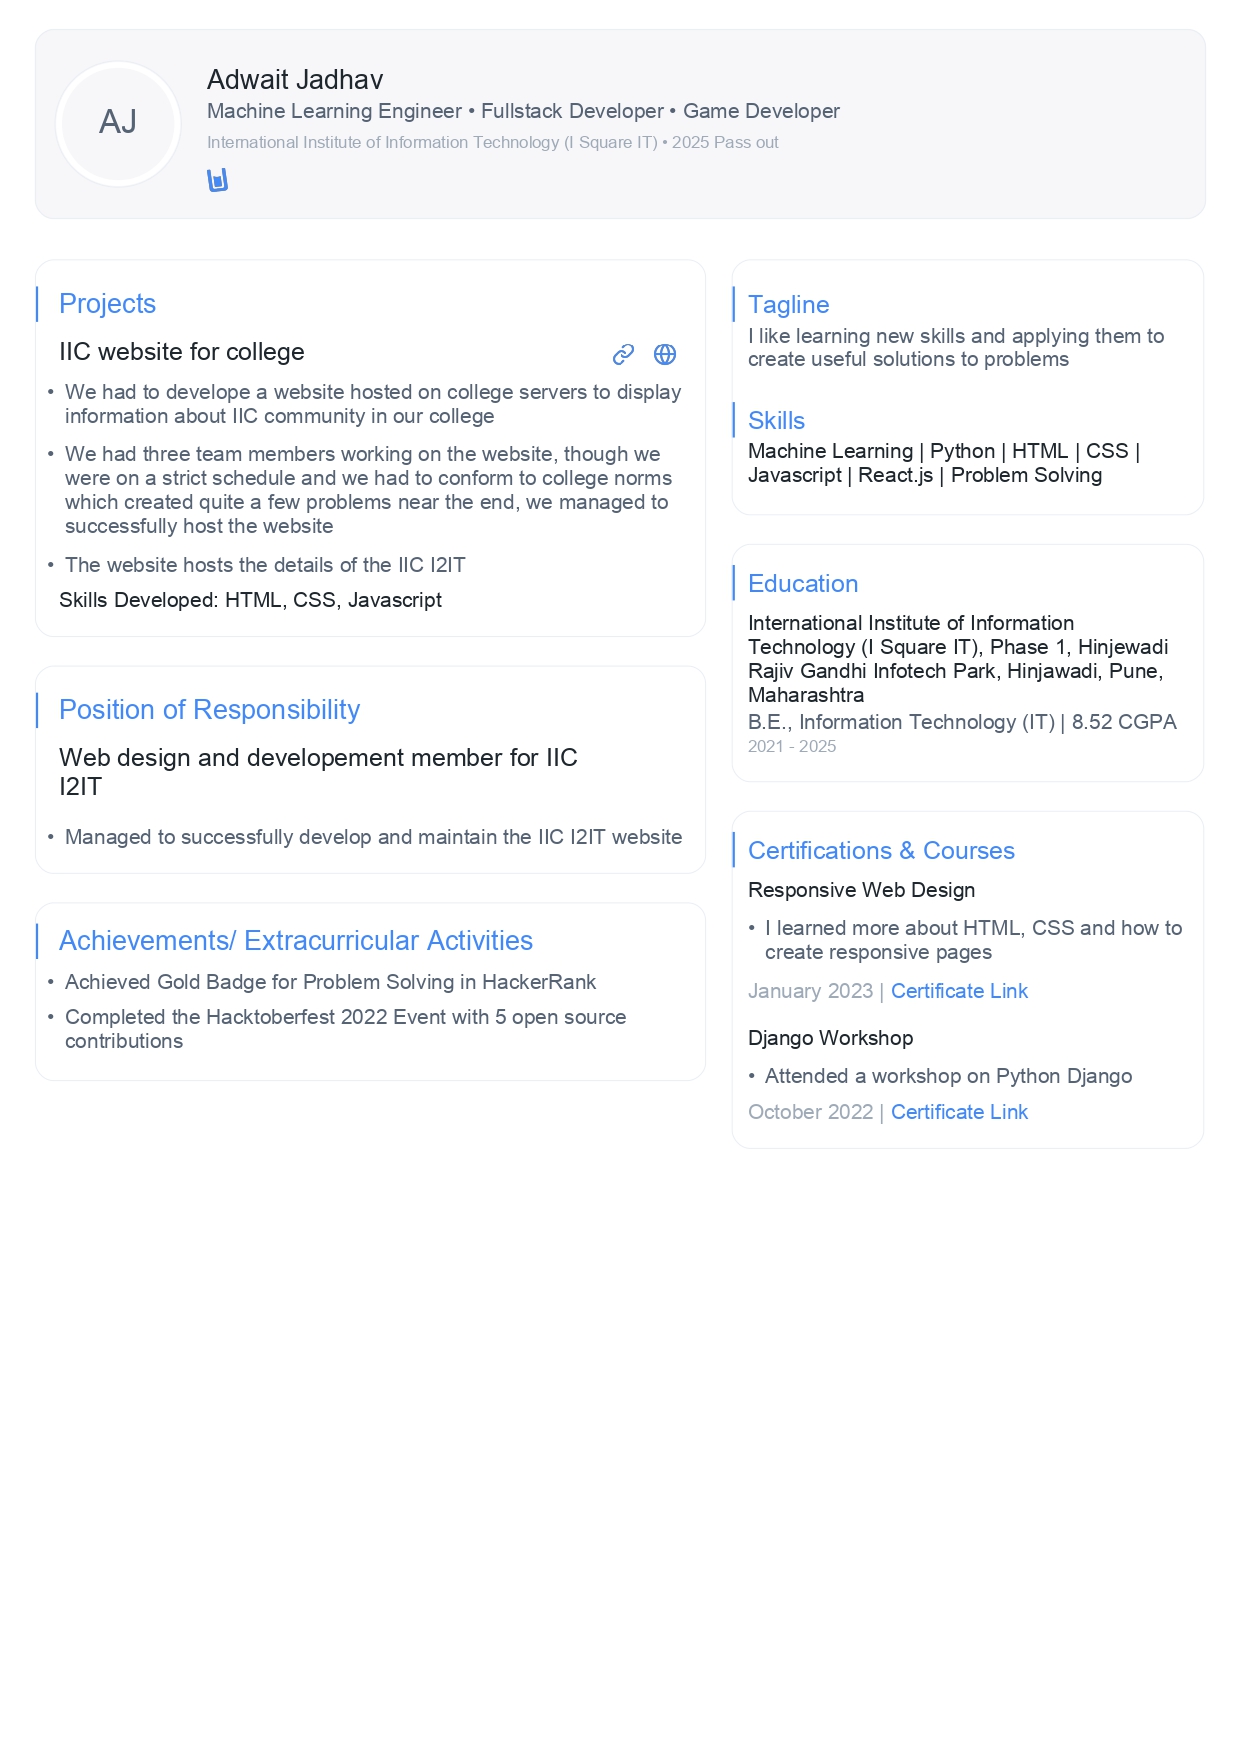 AJ
Adwait Jadhav
Machine Learning Engineer • Fullstack Developer • Game Developer
International Institute of Information Technology (I Square IT) • 2025 Pass out
Projects
IIC website for college
• We had to develope a website hosted on college servers to display
information about IIC community in our college
• We had three team members working on the website, though we
were on a strict schedule and we had to conform to college norms
which created quite a few problems near the end, we managed to
successfully host the website
• The website hosts the details of the IIC I2IT
Skills Developed: HTML, CSS, Javascript
Position of Responsibility
Web design and developement member for IIC
I2IT
• Managed to successfully develop and maintain the IIC I2IT website
Achievements/ Extracurricular Activities
• Achieved Gold Badge for Problem Solving in HackerRank
• Completed the Hacktoberfest 2022 Event with 5 open source
contributions
Tagline
I like learning new skills and applying them to
create useful solutions to problems
Skills
Machine Learning | Python | HTML | CSS |
Javascript | React.js | Problem Solving
Education
International Institute of Information
Technology (I Square IT), Phase 1, Hinjewadi
Rajiv Gandhi Infotech Park, Hinjawadi, Pune,
Maharashtra
B.E., Information Technology (IT) | 8.52 CGPA
2021 - 2025
Certifications & Courses
Responsive Web Design
• I learned more about HTML, CSS and how to
create responsive pages
January 2023 | Certificate Link
Django Workshop
• Attended a workshop on Python Django
October 2022 | Certificate Link